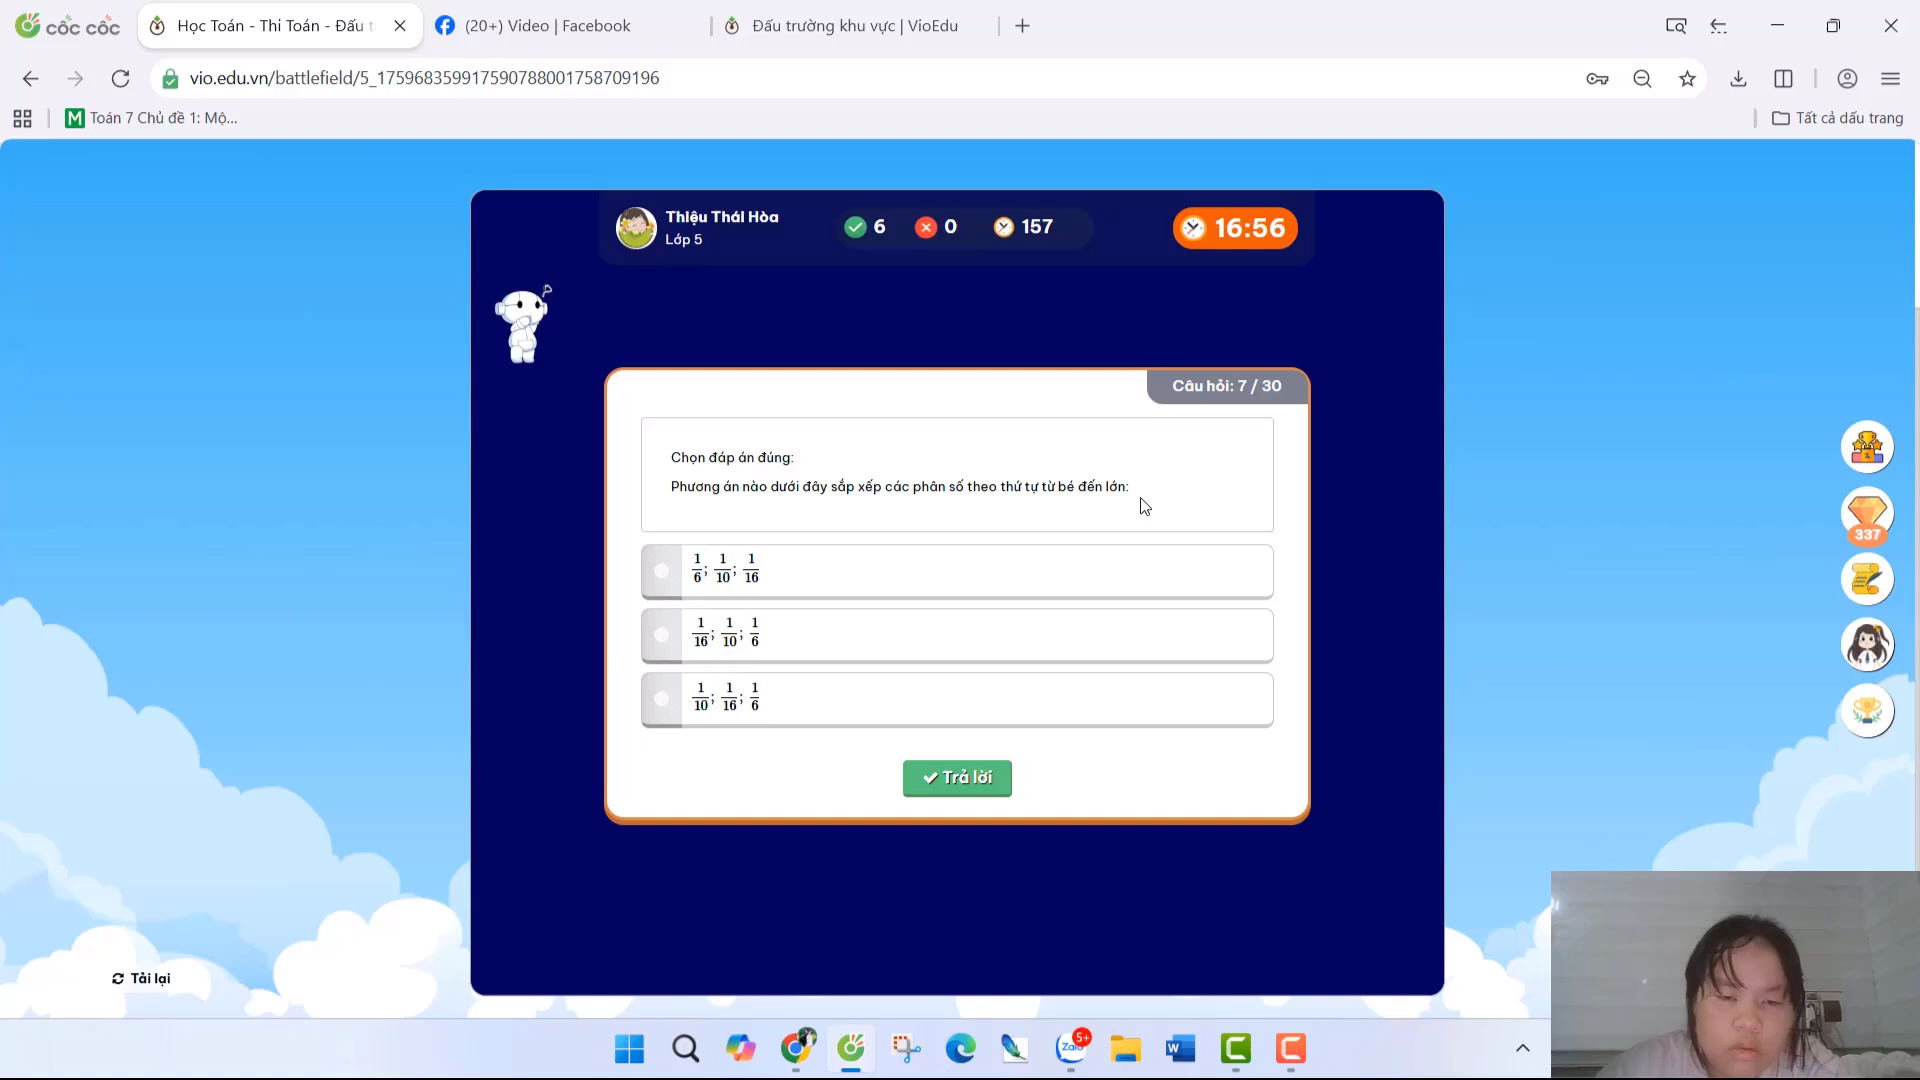 cốc cốc
Học Toán - Thi Toán - Đấu t
(20+) Video | Facebook
Đấu trường khu vực | VioEdu
vio.edu.vn/battlefield/5_1759683599175907880017587​09196
Toán 7 Chủ đề 1: Mộ...
Tất cả dấu trang
Thiệu Thái Hòa
Lớp 5
6
0
157
16:56
Câu hỏi: 7 / 30
Chọn đáp án đúng:
Phương án nào dưới đây sắp xếp các phân số theo thứ tự từ bé đến lớn:
1/6; 1/10; 1/16
1/16; 1/10; 1/6
1/10; 1/16; 1/6
Trả lời
337
Tải lại
Zalo
5+